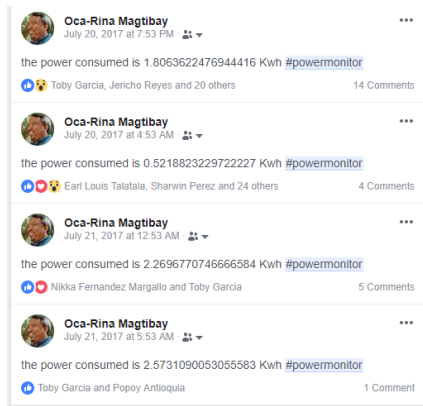 Oca-Rina Magtibay
July 20, 2017 at 7:53 PM ·
the power consumed is 1.8063622476944416 Kwh #powermonitor
Toby Garcia, Jericho Reyes and 20 others 14 Comments
Oca-Rina Magtibay
July 20, 2017 at 4:53 AM ·
the power consumed is 0.5218823229722227 Kwh #powermonitor
Earl Louis Talatala, Sharwin Perez and 24 others 4 Comments
Oca-Rina Magtibay
July 21, 2017 at 12:53 AM ·
the power consumed is 2.2696770746666584 Kwh #powermonitor
Nikka Fernandez Margallo and Toby Garcia 5 Comments
Oca-Rina Magtibay
July 21, 2017 at 5:53 AM ·
the power consumed is 2.5731090053055583 Kwh #powermonitor
Toby Garcia and Popoy Antioquia 1 Comment